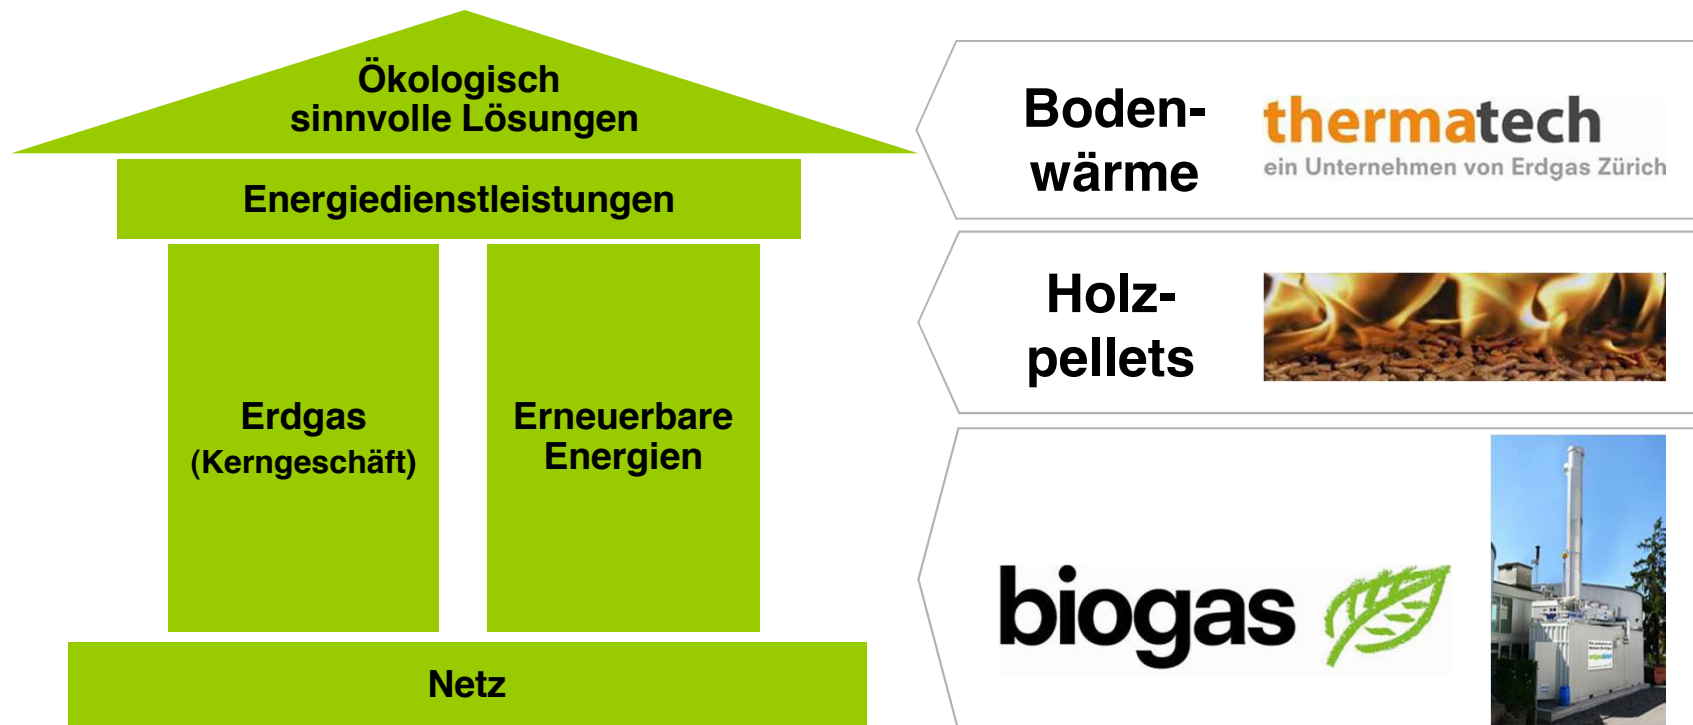 Ökologisch
sinnvolle Lösungen
Energiedienstleistungen
Erdgas
(Kerngeschäft)
Erneuerbare
Energien
Netz
Boden-
wärme
thermatech
ein Unternehmen von Erdgas Zürich
Holz-
pellets
biogas